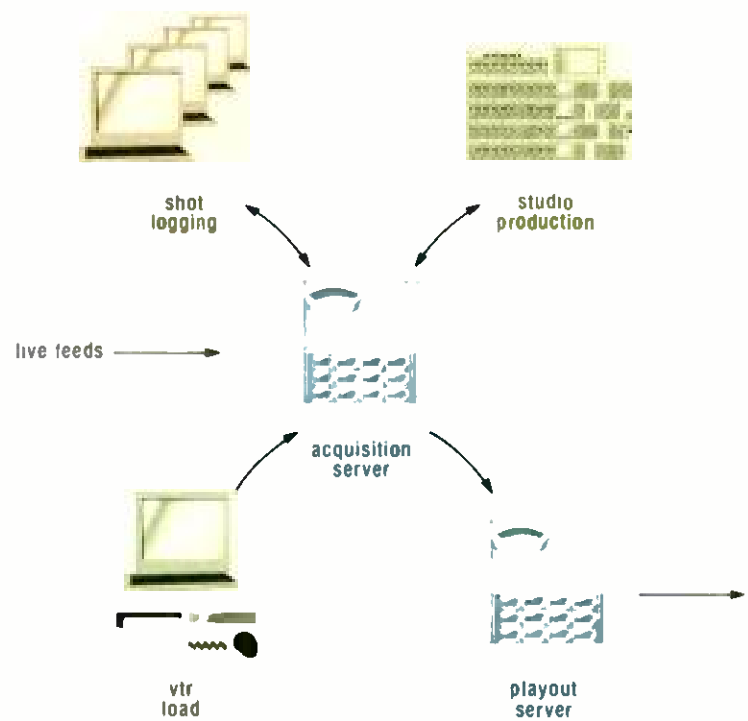 shot
logging
studio
production
live feeds
acquisition
server
vtr
load
playout
server